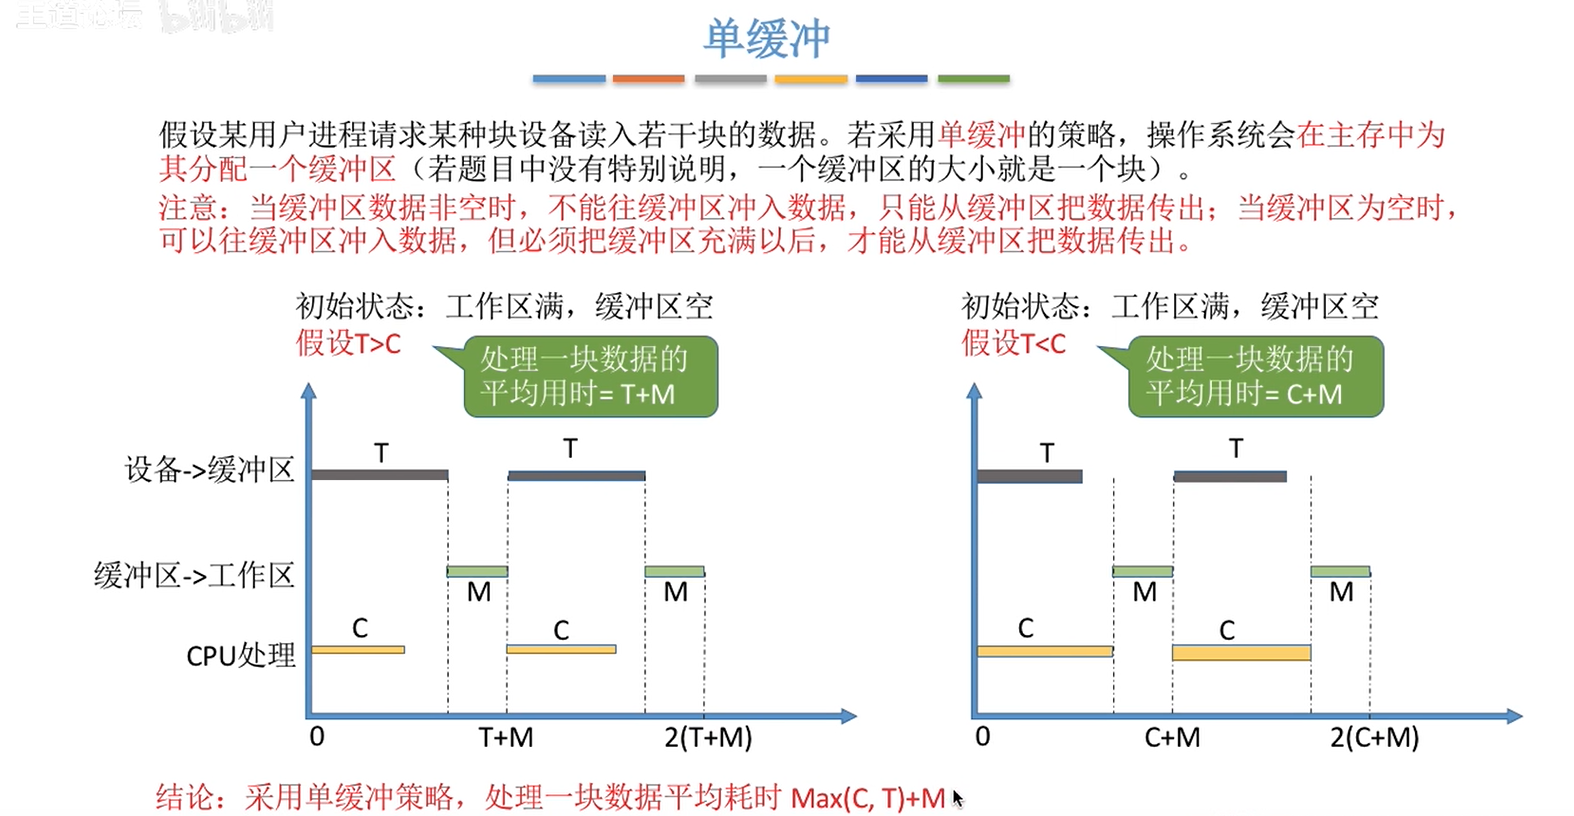 王道论坛 bilibili
单缓冲
假设某用户进程请求某种块设备读入若干块的数据。若采用单缓冲的策略，操作系统会在主存中为
其分配一个缓冲区（若题目中没有特别说明，一个缓冲区的大小就是一个块）。
注意：当缓冲区数据非空时，不能往缓冲区冲入数据，只能从缓冲区把数据传出；当缓冲区为空时，
可以往缓冲区冲入数据，但必须把缓冲区充满以后，才能从缓冲区把数据传出。
初始状态：工作区满，缓冲区空
假设T>C
处理一块数据的
平均用时= T+M
T
T
设备->缓冲区
缓冲区->工作区
M
M
C
C
CPU处理
0
T+M
2(T+M)
初始状态：工作区满，缓冲区空
假设T<C
处理一块数据的
平均用时= C+M
T
T
M
M
C
C
0
C+M
2(C+M)
结论：采用单缓冲策略，处理一块数据平均耗时 Max(C, T)+M